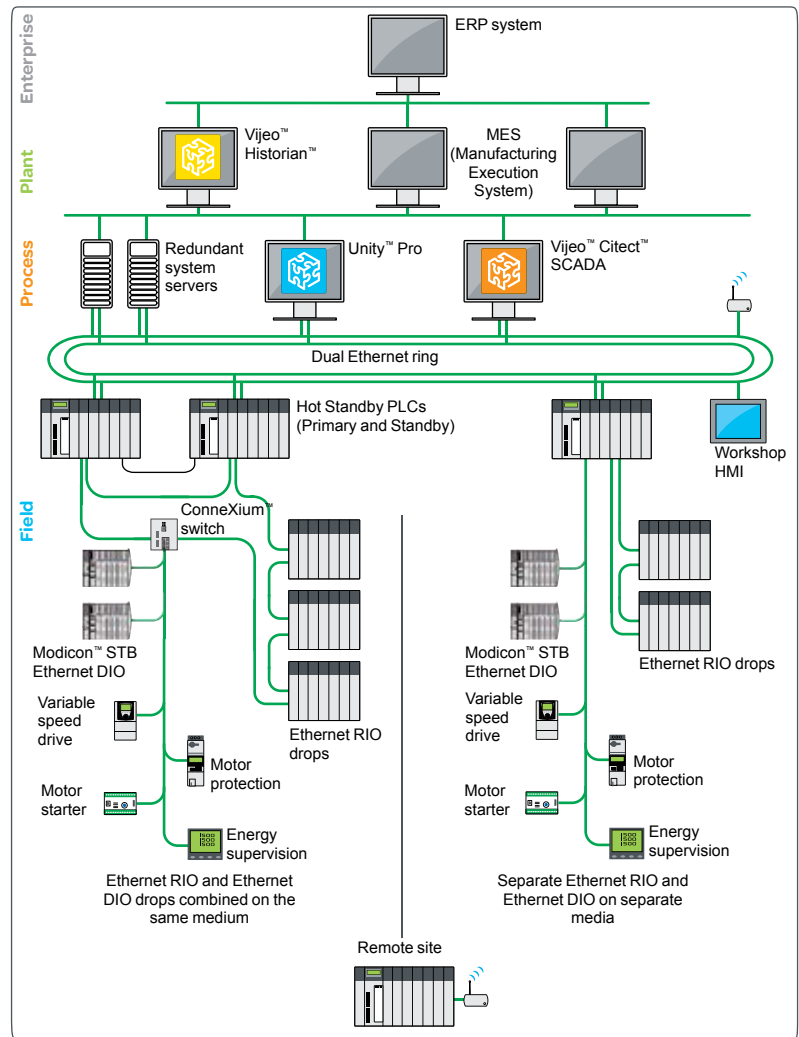 Enterprise
ERP system
Plant
Vijeo™
Historian™
MES
(Manufacturing
Execution
System)
Process
Redundant
system
servers
Unity™ Pro
Vijeo™ Citect™
SCADA
Dual Ethernet ring
Hot Standby PLCs
(Primary and Standby)
Workshop
HMI
Field
ConneXium™
switch
Modicon™ STB
Ethernet DIO
Variable
speed
drive
Ethernet RIO
drops
Motor
protection
Motor
starter
Energy
supervision
Ethernet RIO and Ethernet
DIO drops combined on the
same medium
Modicon™ STB
Ethernet DIO
Ethernet RIO drops
Variable
speed
drive
Motor
protection
Motor
starter
Energy
supervision
Separate Ethernet RIO and
Ethernet DIO on separate
media
Remote site